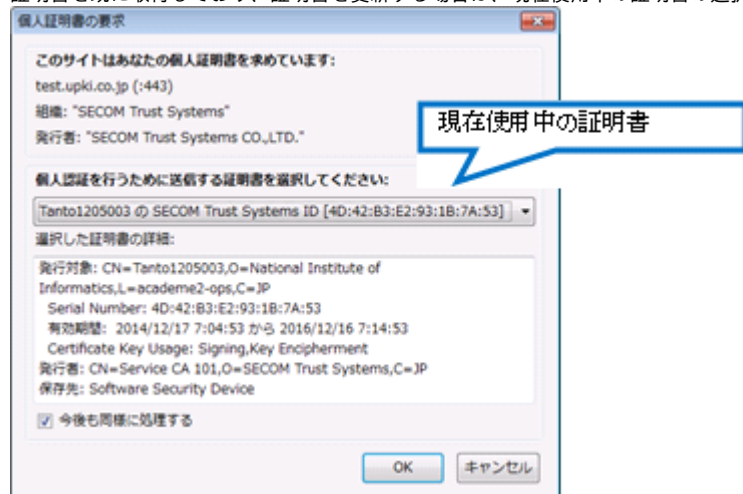 個人証明書の要求
このサイトはあなたの個人証明書を求めています:
test.upki.co.jp (:443)
組織: "SECOM Trust Systems"
発行者: "SECOM Trust Systems CO.,LTD."
現在使用中の証明書
個人認証を行うために送信する証明書を選択してください:
Tanto1205003 の SECOM Trust Systems ID [4D:42:B3:E2:93:1B:7A:53]
選択した証明書の詳細:
発行対象: CN=Tanto1205003,O=National Institute of
Informatics,L=academe2-ops,C=JP
Serial Number: 4D:42:B3:E2:93:1B:7A:53
有効期間: 2014/12/17 7:04:53 から 2016/12/16 7:14:53
Certificate Key Usage: Signing,Key Encipherment
発行者: CN=Service CA 101,O=SECOM Trust Systems,C=JP
保存先: Software Security Device
今後も同様に処理する
OK
キャンセル